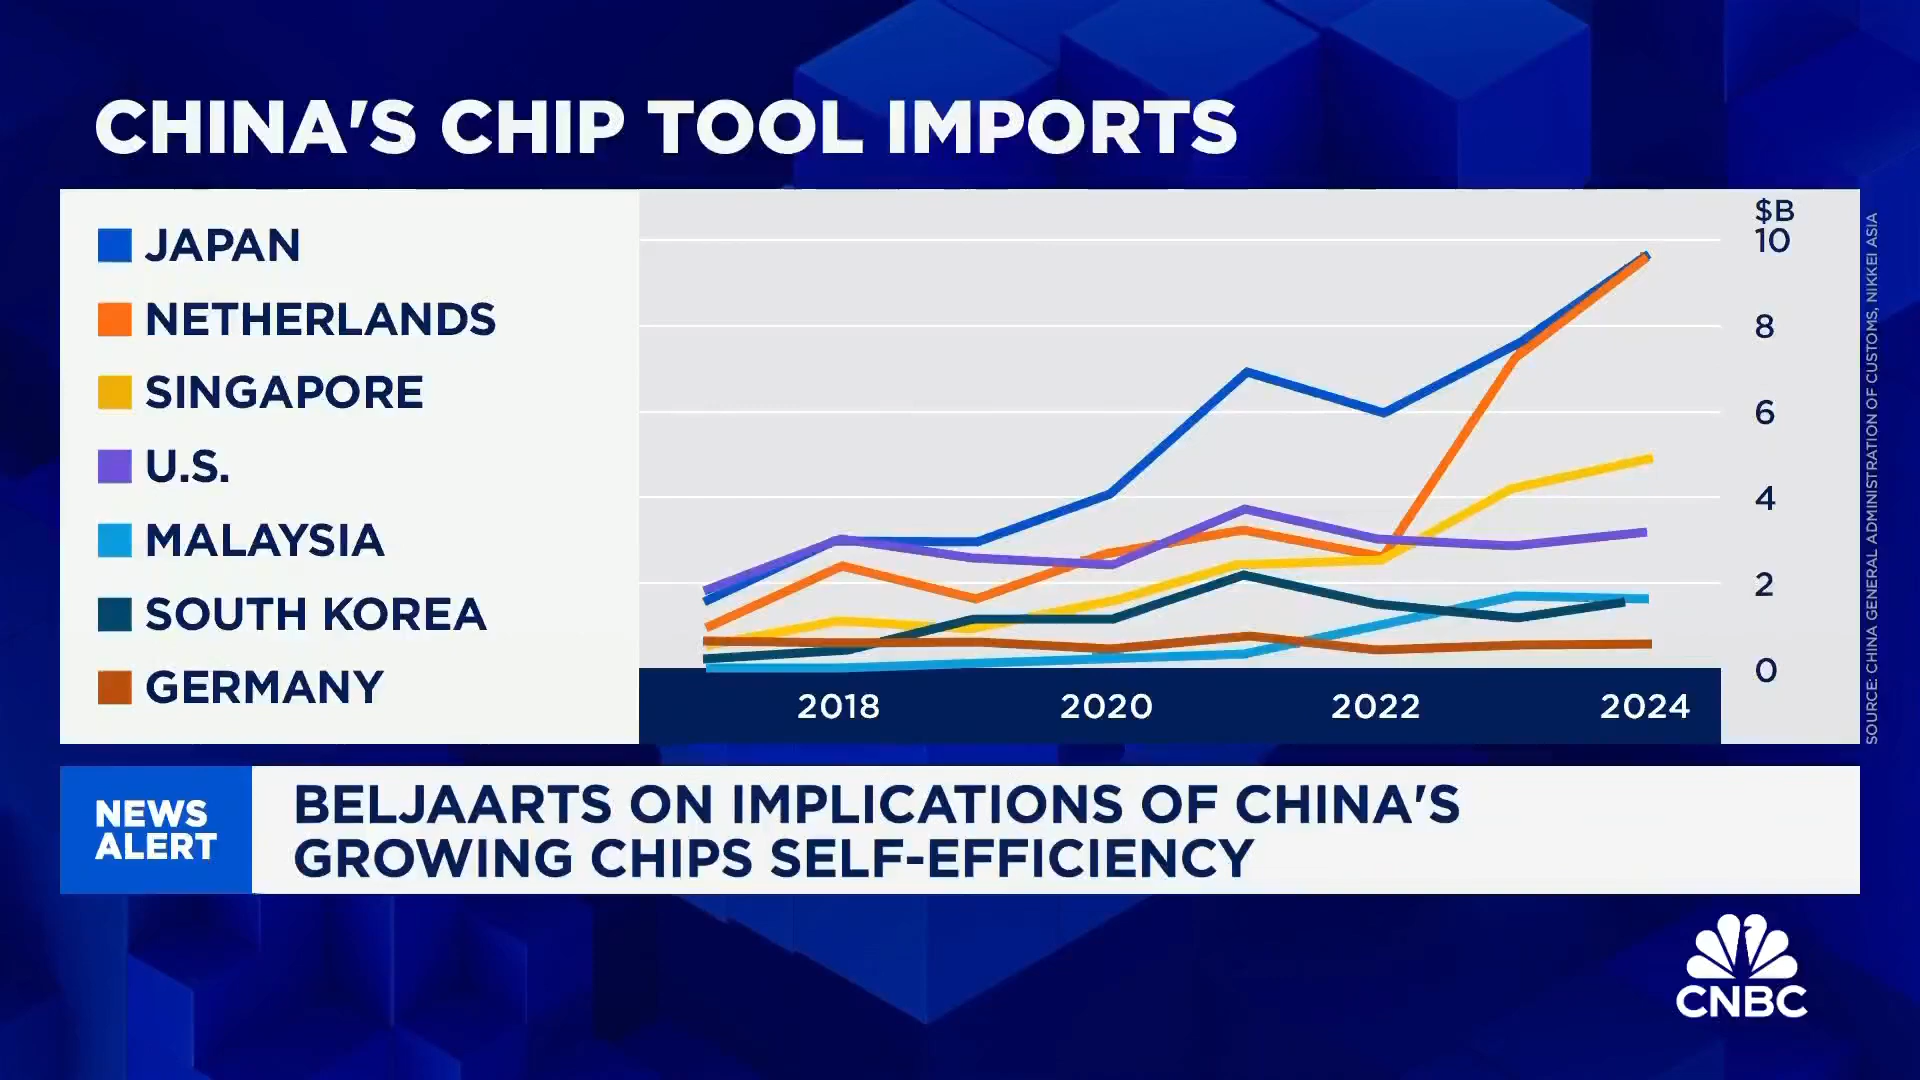 CHINA'S CHIP TOOL IMPORTS
JAPAN
NETHERLANDS
SINGAPORE
U.S.
MALAYSIA
SOUTH KOREA
GERMANY
$B
10
8
6
4
2
0
2018 2020 2022 2024
SOURCE: CHINA GENERAL ADMINISTRATION OF CUSTOMS, NIKKEI ASIA
NEWS
ALERT
BELJAARTS ON IMPLICATIONS OF CHINA'S
GROWING CHIPS SELF-EFFICIENCY
CNBC